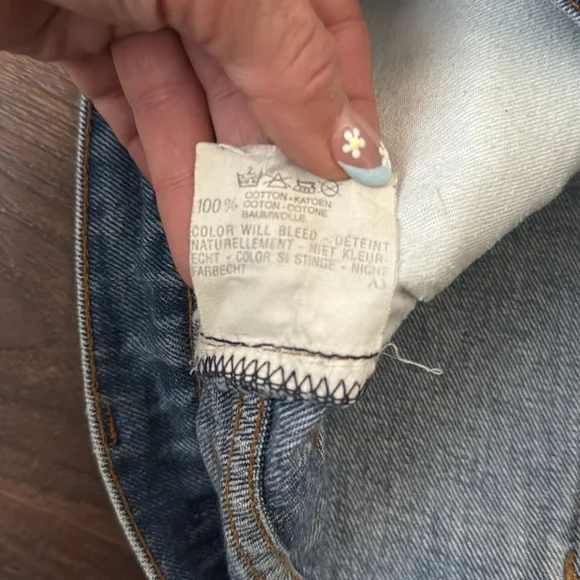 100% COTTON - KATOEN
COTON - COTONE
BAUMWOLLE
COLOR WILL BLEED - DETEINT
NATURELLEMENT - NIET KLEUR-
ECHT - COLOR SI STINGE - NICHT
FARBECHT